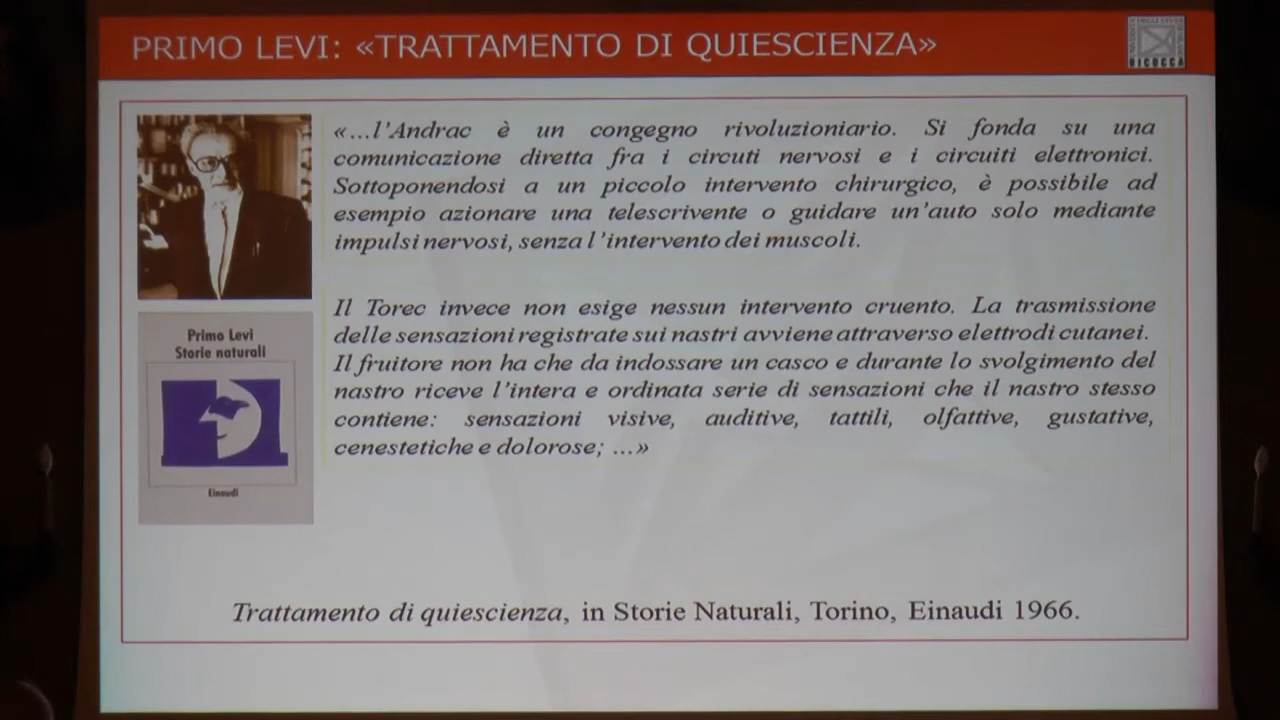 PRIMO LEVI: «TRATTAMENTO DI QUIESCIENZA»
BICOCCA
«...l'Andrac è un congegno rivoluzioniario. Si fonda su una
comunicazione diretta fra i circuti nervosi e i circuiti elettronici.
Sottoponendosi a un piccolo intervento chirurgico, è possibile ad
esempio azionare una telescrivente o guidare un'auto solo mediante
impulsi nervosi, senza l'intervento dei muscoli.
Il Torec invece non esige nessun intervento cruento. La trasmissione
delle sensazioni registrate sui nastri avviene attraverso elettrodi cutanei.
Il fruitore non ha che da indossare un casco e durante lo svolgimento del
nastro riceve l'intera e ordinata serie di sensazioni che il nastro stesso
contiene: sensazioni visive, auditive, tattili, olfattive, gustative,
cenestetiche e dolorose; ...»
Primo Levi
Storie naturali
Einaudi
Trattamento di quiescienza, in Storie Naturali, Torino, Einaudi 1966.